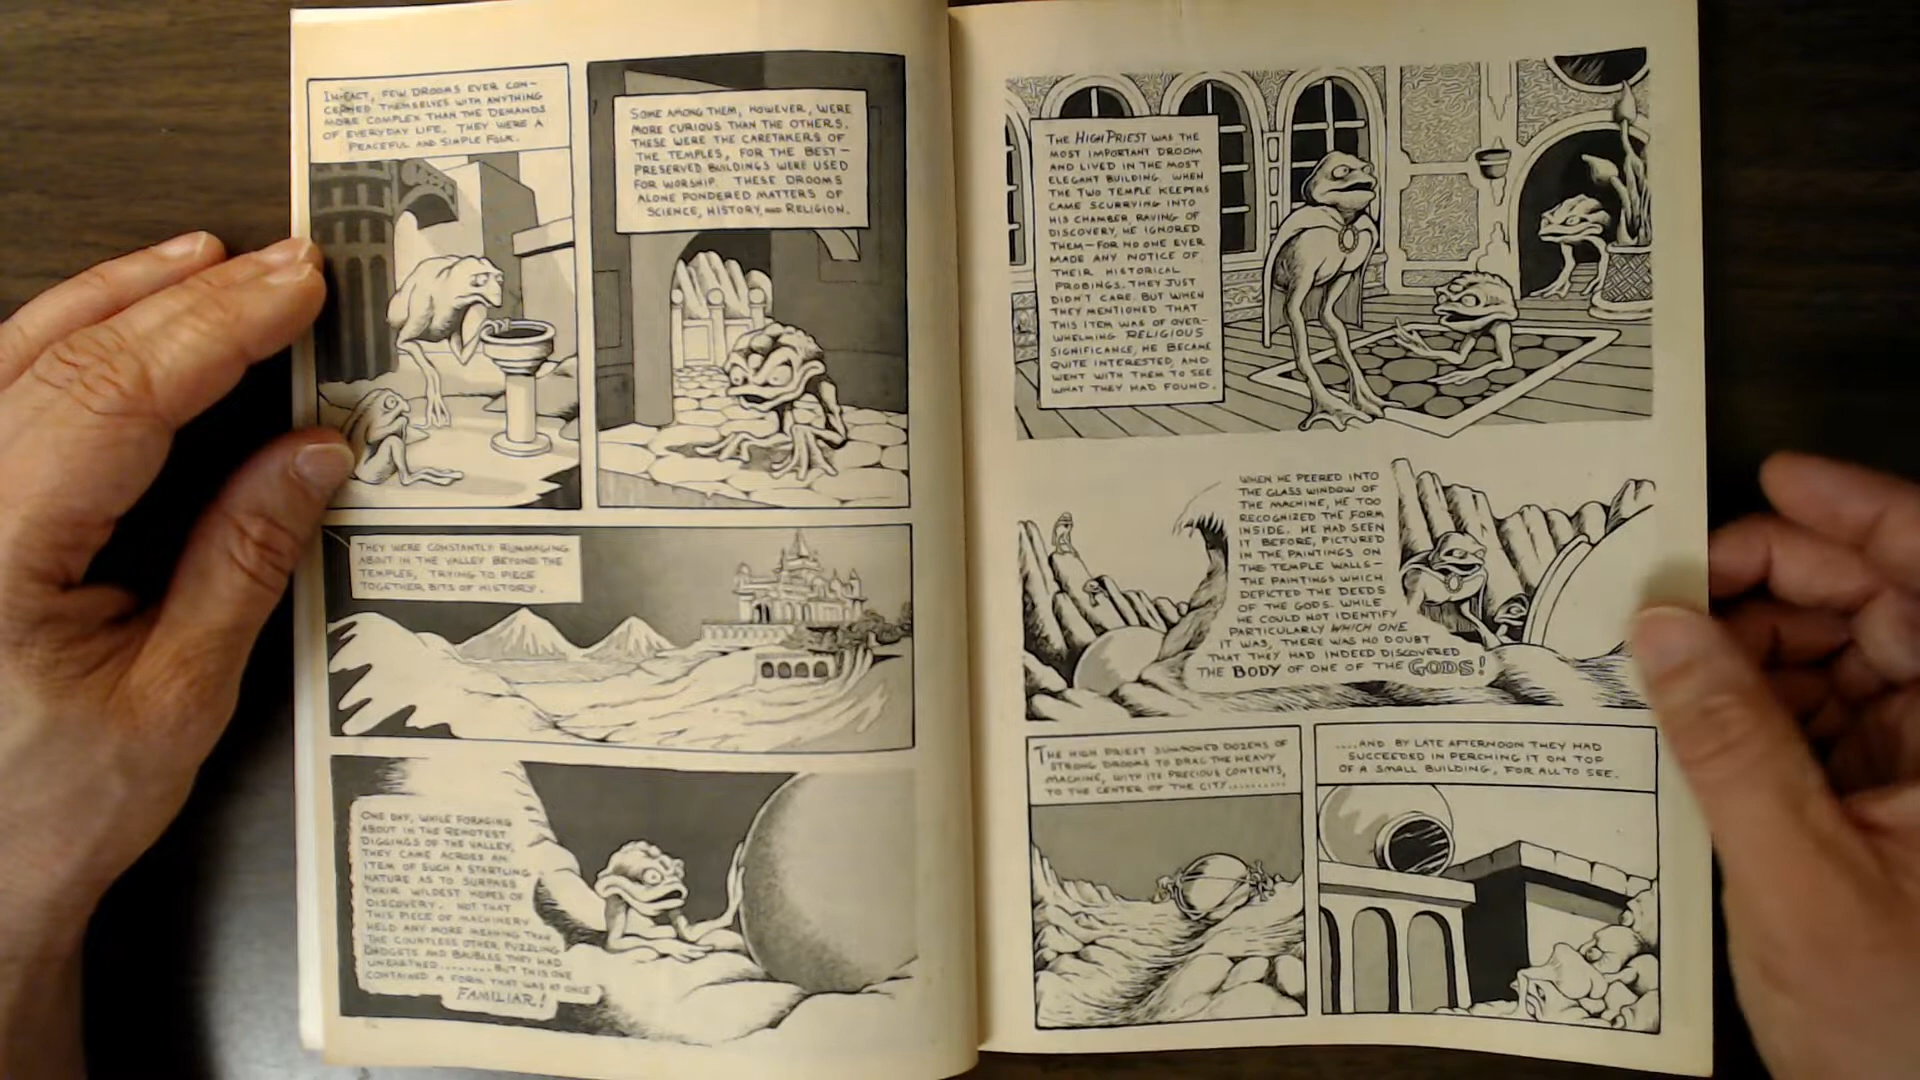 IN FACT, FEW DROOMS EVER CON-
CERNED THEMSELVES WITH ANYTHING
MORE COMPLEX THAN THE DEMANDS
OF EVERYDAY LIFE. THEY WERE A
PEACEFUL AND SIMPLE FOLK.
SOME AMONG THEM, HOWEVER, WERE
MORE CURIOUS THAN THE OTHERS.
THESE WERE THE CARETAKERS OF
THE TEMPLES, FOR THE BEST-
PRESERVED BUILDINGS WERE USED
FOR WORSHIP. THESE DROOMS
ALONE PONDERED MATTERS OF
SCIENCE, HISTORY, AND RELIGION.
THEY WERE CONSTANTLY RUMMAGING
ABOUT IN THE VALLEY BEYOND THE
TEMPLES, TRYING TO PIECE
TOGETHER BITS OF HISTORY.
ONE DAY, WHILE FORAGING
ABOUT IN THE REMOTEST
DIGGINGS OF THE VALLEY,
THEY CAME ACROSS AN
ITEM OF SUCH A STARTLING
NATURE AS TO SURPASS
THEIR WILDEST HOPES OF
DISCOVERY. NOT THAT
THIS PIECE OF MACHINERY
HELD ANY MORE MEANING THAN
THE COUNTLESS OTHER PUZZLING
GADGETS AND BAUBLES THEY HAD
UNEARTHED........BUT THIS ONE
CONTAINED A FORM THAT WAS AT ONCE
FAMILIAR!
THE HIGH PRIEST WAS THE
MOST IMPORTANT DROOM
AND LIVED IN THE MOST
ELEGANT BUILDING. WHEN
THE TWO TEMPLE KEEPERS
CAME SCURRYING INTO
HIS CHAMBER, RAVING OF
DISCOVERY, HE IGNORED
THEM—FOR NO ONE EVER
MADE ANY NOTICE OF
THEIR HISTORICAL
PROBINGS. THEY JUST
DIDN'T CARE. BUT WHEN
THEY MENTIONED THAT
THIS ITEM WAS OF OVER-
WHELMING RELIGIOUS
SIGNIFICANCE, HE BECAME
QUITE INTERESTED, AND
WENT WITH THEM TO SEE
WHAT THEY HAD FOUND.
WHEN HE PEERED INTO
THE GLASS WINDOW OF
THE MACHINE, HE TOO
RECOGNIZED THE FORM
INSIDE. HE HAD SEEN
IT BEFORE, PICTURED
IN THE PAINTINGS ON
THE TEMPLE WALLS—
THE PAINTINGS WHICH
DEPICTED THE DEEDS
OF THE GODS. WHILE
HE COULD NOT IDENTIFY
PARTICULARLY WHICH ONE
IT WAS, THERE WAS NO DOUBT
THAT THEY HAD INDEED DISCOVERED
THE BODY OF ONE OF THE GODS!
THE HIGH PRIEST SUMMONED DOZENS OF
STRONG DROOMS TO DRAG THE HEAVY
MACHINE, WITH ITS PRECIOUS CONTENTS,
TO THE CENTER OF THE CITY..........
....AND BY LATE AFTERNOON THEY HAD
SUCCEEDED IN PERCHING IT ON TOP
OF A SMALL BUILDING, FOR ALL TO SEE.